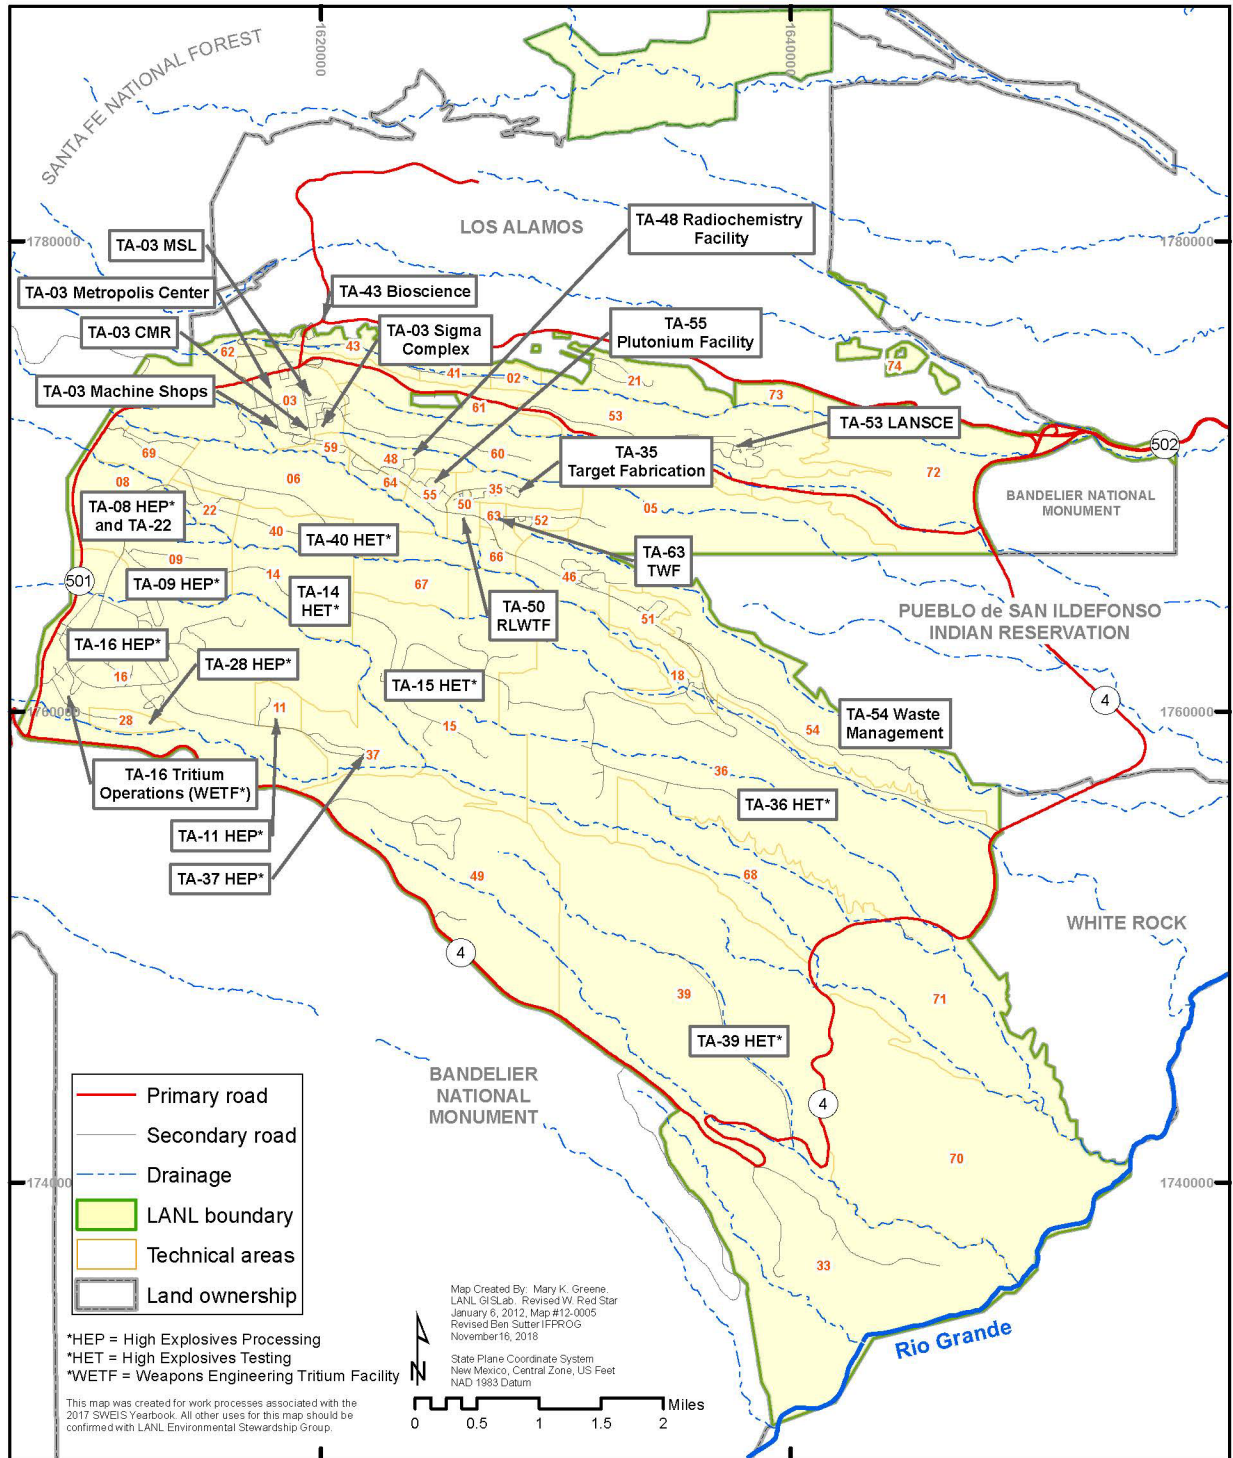 1620000
1640000
SANTA FE NATIONAL FOREST
LOS ALAMOS
TA-48 Radiochemistry
Facility
1780000
1780000
TA-03 MSL
TA-03 Metropolis Center
TA-43 Bioscience
TA-03 CMR
TA-03 Sigma
Complex
TA-55
Plutonium Facility
62
43
74
TA-03 Machine Shops
41
02
21
73
03
61
53
TA-53 LANSCE
502
59
69
48
60
TA-35
Target Fabrication
72
08
06
64
55
35
BANDELIER NATIONAL
MONUMENT
TA-08 HEP*
and TA-22
22
50
63
52
05
40
TA-40 HET*
09
66
TA-63
TWF
501
TA-09 HEP*
14
67
46
TA-14
HET*
TA-50
RLWTF
51
PUEBLO de SAN ILDEFONSO
INDIAN RESERVATION
TA-16 HEP*
TA-28 HEP*
16
TA-15 HET*
18
4
1760000
28
11
15
54
TA-54 Waste
Management
1760000
37
36
TA-16 Tritium
Operations (WETF*)
TA-36 HET*
TA-11 HEP*
TA-37 HEP*
49
68
WHITE ROCK
4
39
71
TA-39 HET*
BANDELIER
NATIONAL
MONUMENT
4
70
1740000
1740000
33
Rio Grande
Primary road
Secondary road
Drainage
LANL boundary
Technical areas
Land ownership
*HEP = High Explosives Processing
*HET = High Explosives Testing
*WETF = Weapons Engineering Tritium Facility
This map was created for work processes associated with the
2017 SWEIS Yearbook. All other uses for this map should be
confirmed with LANL Environmental Stewardship Group.
Map Created By: Mary K. Greene.
LANL GISLab. Revised W. Red Star
January 6, 2012, Map #12-0005
Revised Ben Sutter IFPROG
November 16, 2018
State Plane Coordinate System
New Mexico, Central Zone, US Feet
NAD 1983 Datum
N
Miles
0 0.5 1 1.5 2